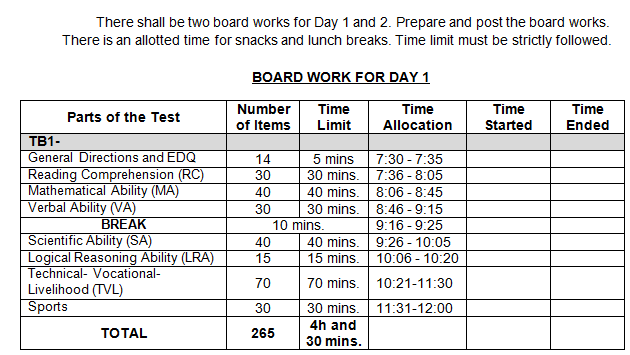 There shall be two board works for Day 1 and 2. Prepare and post the board works.
There is an allotted time for snacks and lunch breaks. Time limit must be strictly followed.
BOARD WORK FOR DAY 1
Parts of the Test Number of Items Time Limit Time Allocation Time Started Time Ended
TB1-
General Directions and EDQ 14 5 mins 7:30 - 7:35
Reading Comprehension (RC) 30 30 mins. 7:36 - 8:05
Mathematical Ability (MA) 40 40 mins. 8:06 - 8:45
Verbal Ability (VA) 30 30 mins. 8:46 - 9:15
BREAK 10 mins. 9:16 - 9:25
Scientific Ability (SA) 40 40 mins. 9:26 - 10:05
Logical Reasoning Ability (LRA) 15 15 mins. 10:06 - 10:20
Technical- Vocational-
Livelihood (TVL) 70 70 mins. 10:21-11:30
Sports 30 30 mins. 11:31-12:00
TOTAL 265 4h and 30 mins.